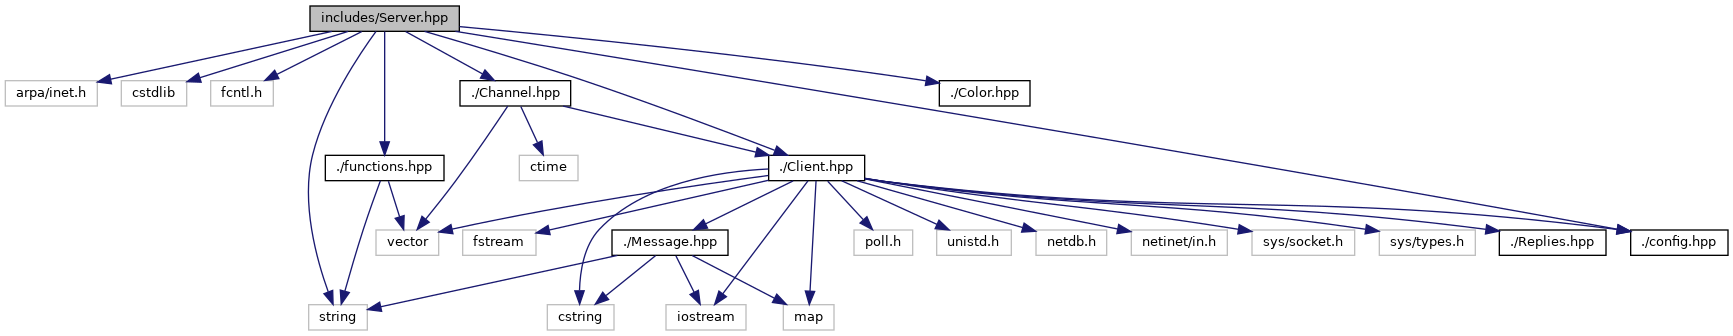 includes/Server.hpp
arpa/inet.h
cstdlib
fcntl.h
./Channel.hpp
./Color.hpp
./functions.hpp
ctime
./Client.hpp
vector
fstream
./Message.hpp
poll.h
unistd.h
netdb.h
netinet/in.h
sys/socket.h
sys/types.h
./Replies.hpp
./config.hpp
string
cstring
iostream
map